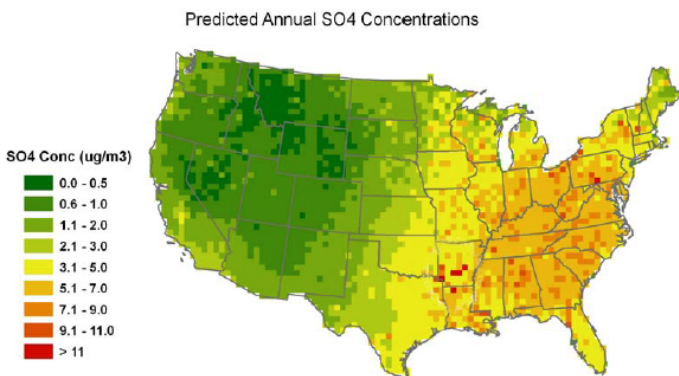 Predicted Annual SO4 Concentrations
SO4 Conc (ug/m3)
0.0 - 0.5
0.6 - 1.0
1.1 - 2.0
2.1 - 3.0
3.1 - 5.0
5.1 - 7.0
7.1 - 9.0
9.1 - 11.0
> 11